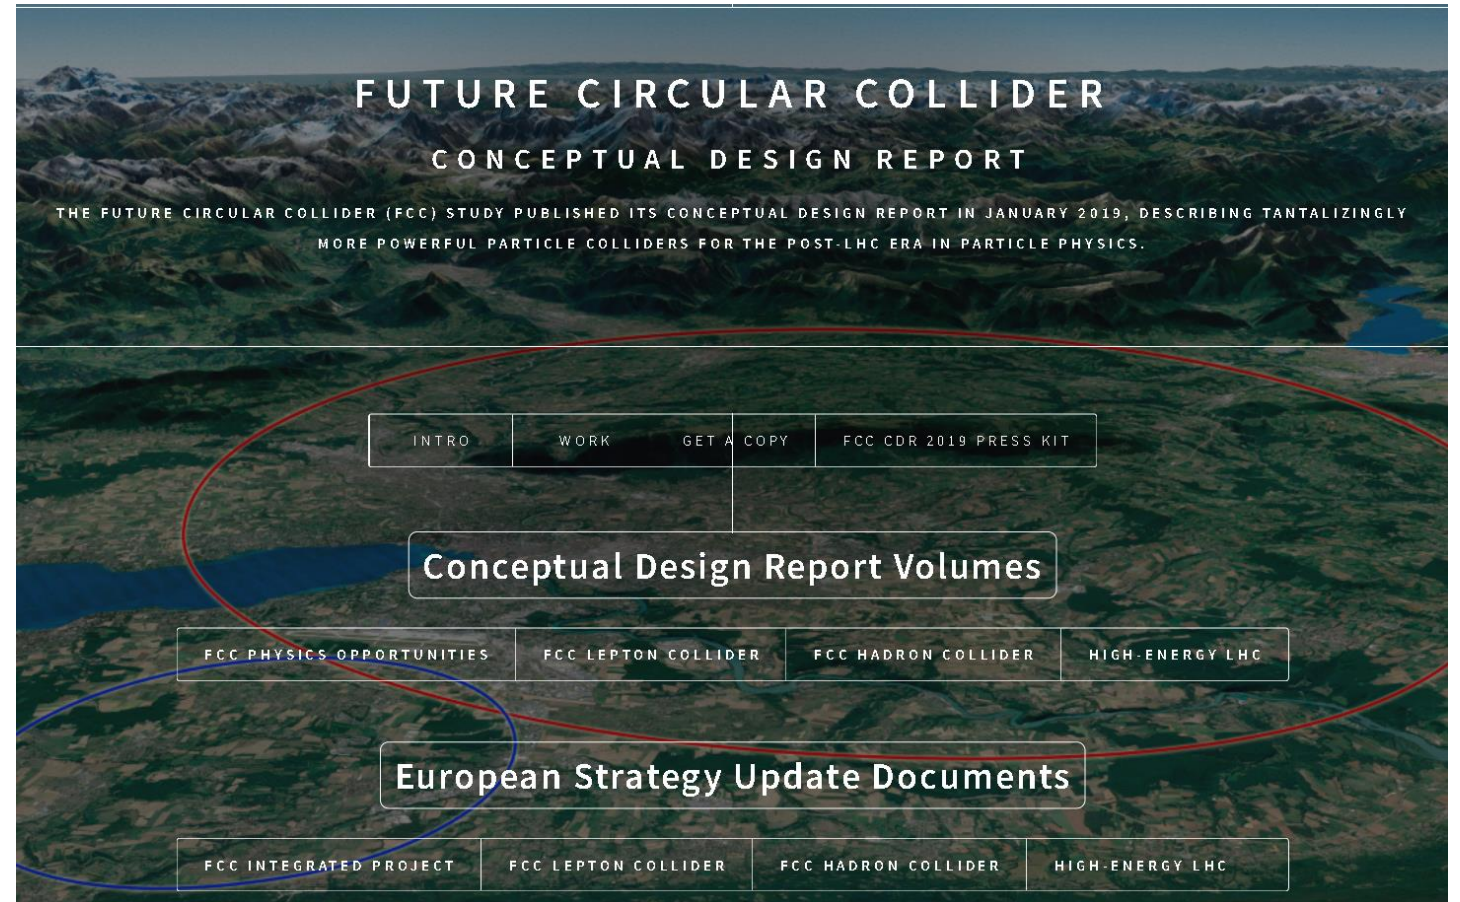 FUTURE CIRCULAR COLLIDER
CONCEPTUAL DESIGN REPORT
THE FUTURE CIRCULAR COLLIDER (FCC) STUDY PUBLISHED ITS CONCEPTUAL DESIGN REPORT IN JANUARY 2019, DESCRIBING TANTALIZINGLY
MORE POWERFUL PARTICLE COLLIDERS FOR THE POST-LHC ERA IN PARTICLE PHYSICS.
INTRO WORK GET A COPY FCC CDR 2019 PRESS KIT
Conceptual Design Report Volumes
FCC PHYSICS OPPORTUNITIES FCC LEPTON COLLIDER FCC HADRON COLLIDER HIGH-ENERGY LHC
European Strategy Update Documents
FCC INTEGRATED PROJECT FCC LEPTON COLLIDER FCC HADRON COLLIDER HIGH-ENERGY LHC